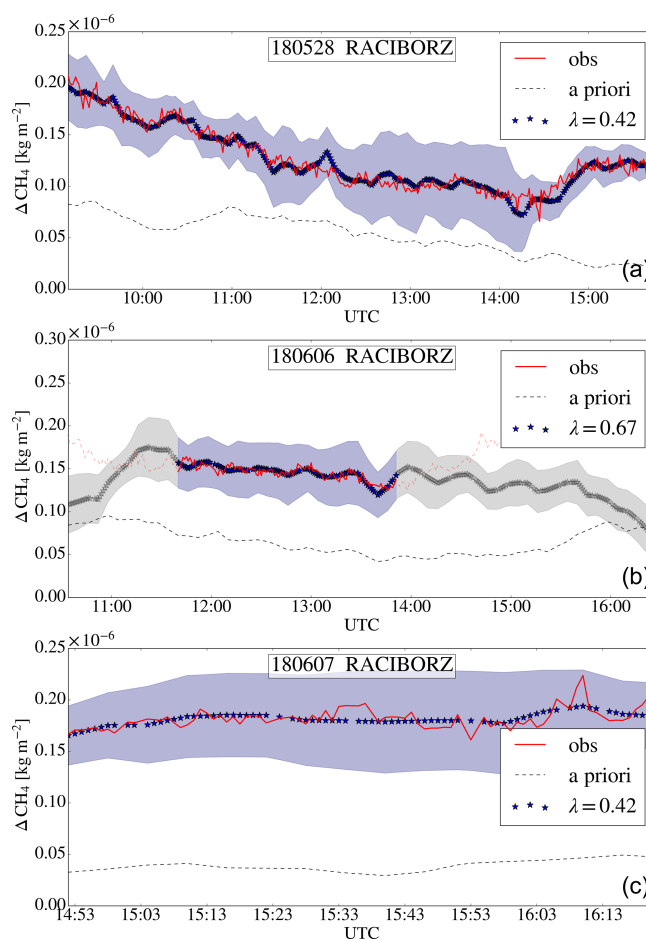 ×10⁻⁶
180528 RACIBORZ
0.25
0.20
0.15
0.10
0.05
0.00
Δ CH₄ [kg m⁻²]
obs
a priori
λ = 0.42
(a)
10:00 11:00 12:00 13:00 14:00 15:00
UTC
×10⁻⁶
180606 RACIBORZ
0.30
0.25
0.20
0.15
0.10
0.05
0.00
Δ CH₄ [kg m⁻²]
obs
a priori
λ = 0.67
(b)
11:00 12:00 13:00 14:00 15:00 16:00
UTC
×10⁻⁶
180607 RACIBORZ
0.25
0.20
0.15
0.10
0.05
0.00
Δ CH₄ [kg m⁻²]
obs
a priori
λ = 0.42
(c)
14:53 15:03 15:13 15:23 15:33 15:43 15:53 16:03 16:13
UTC